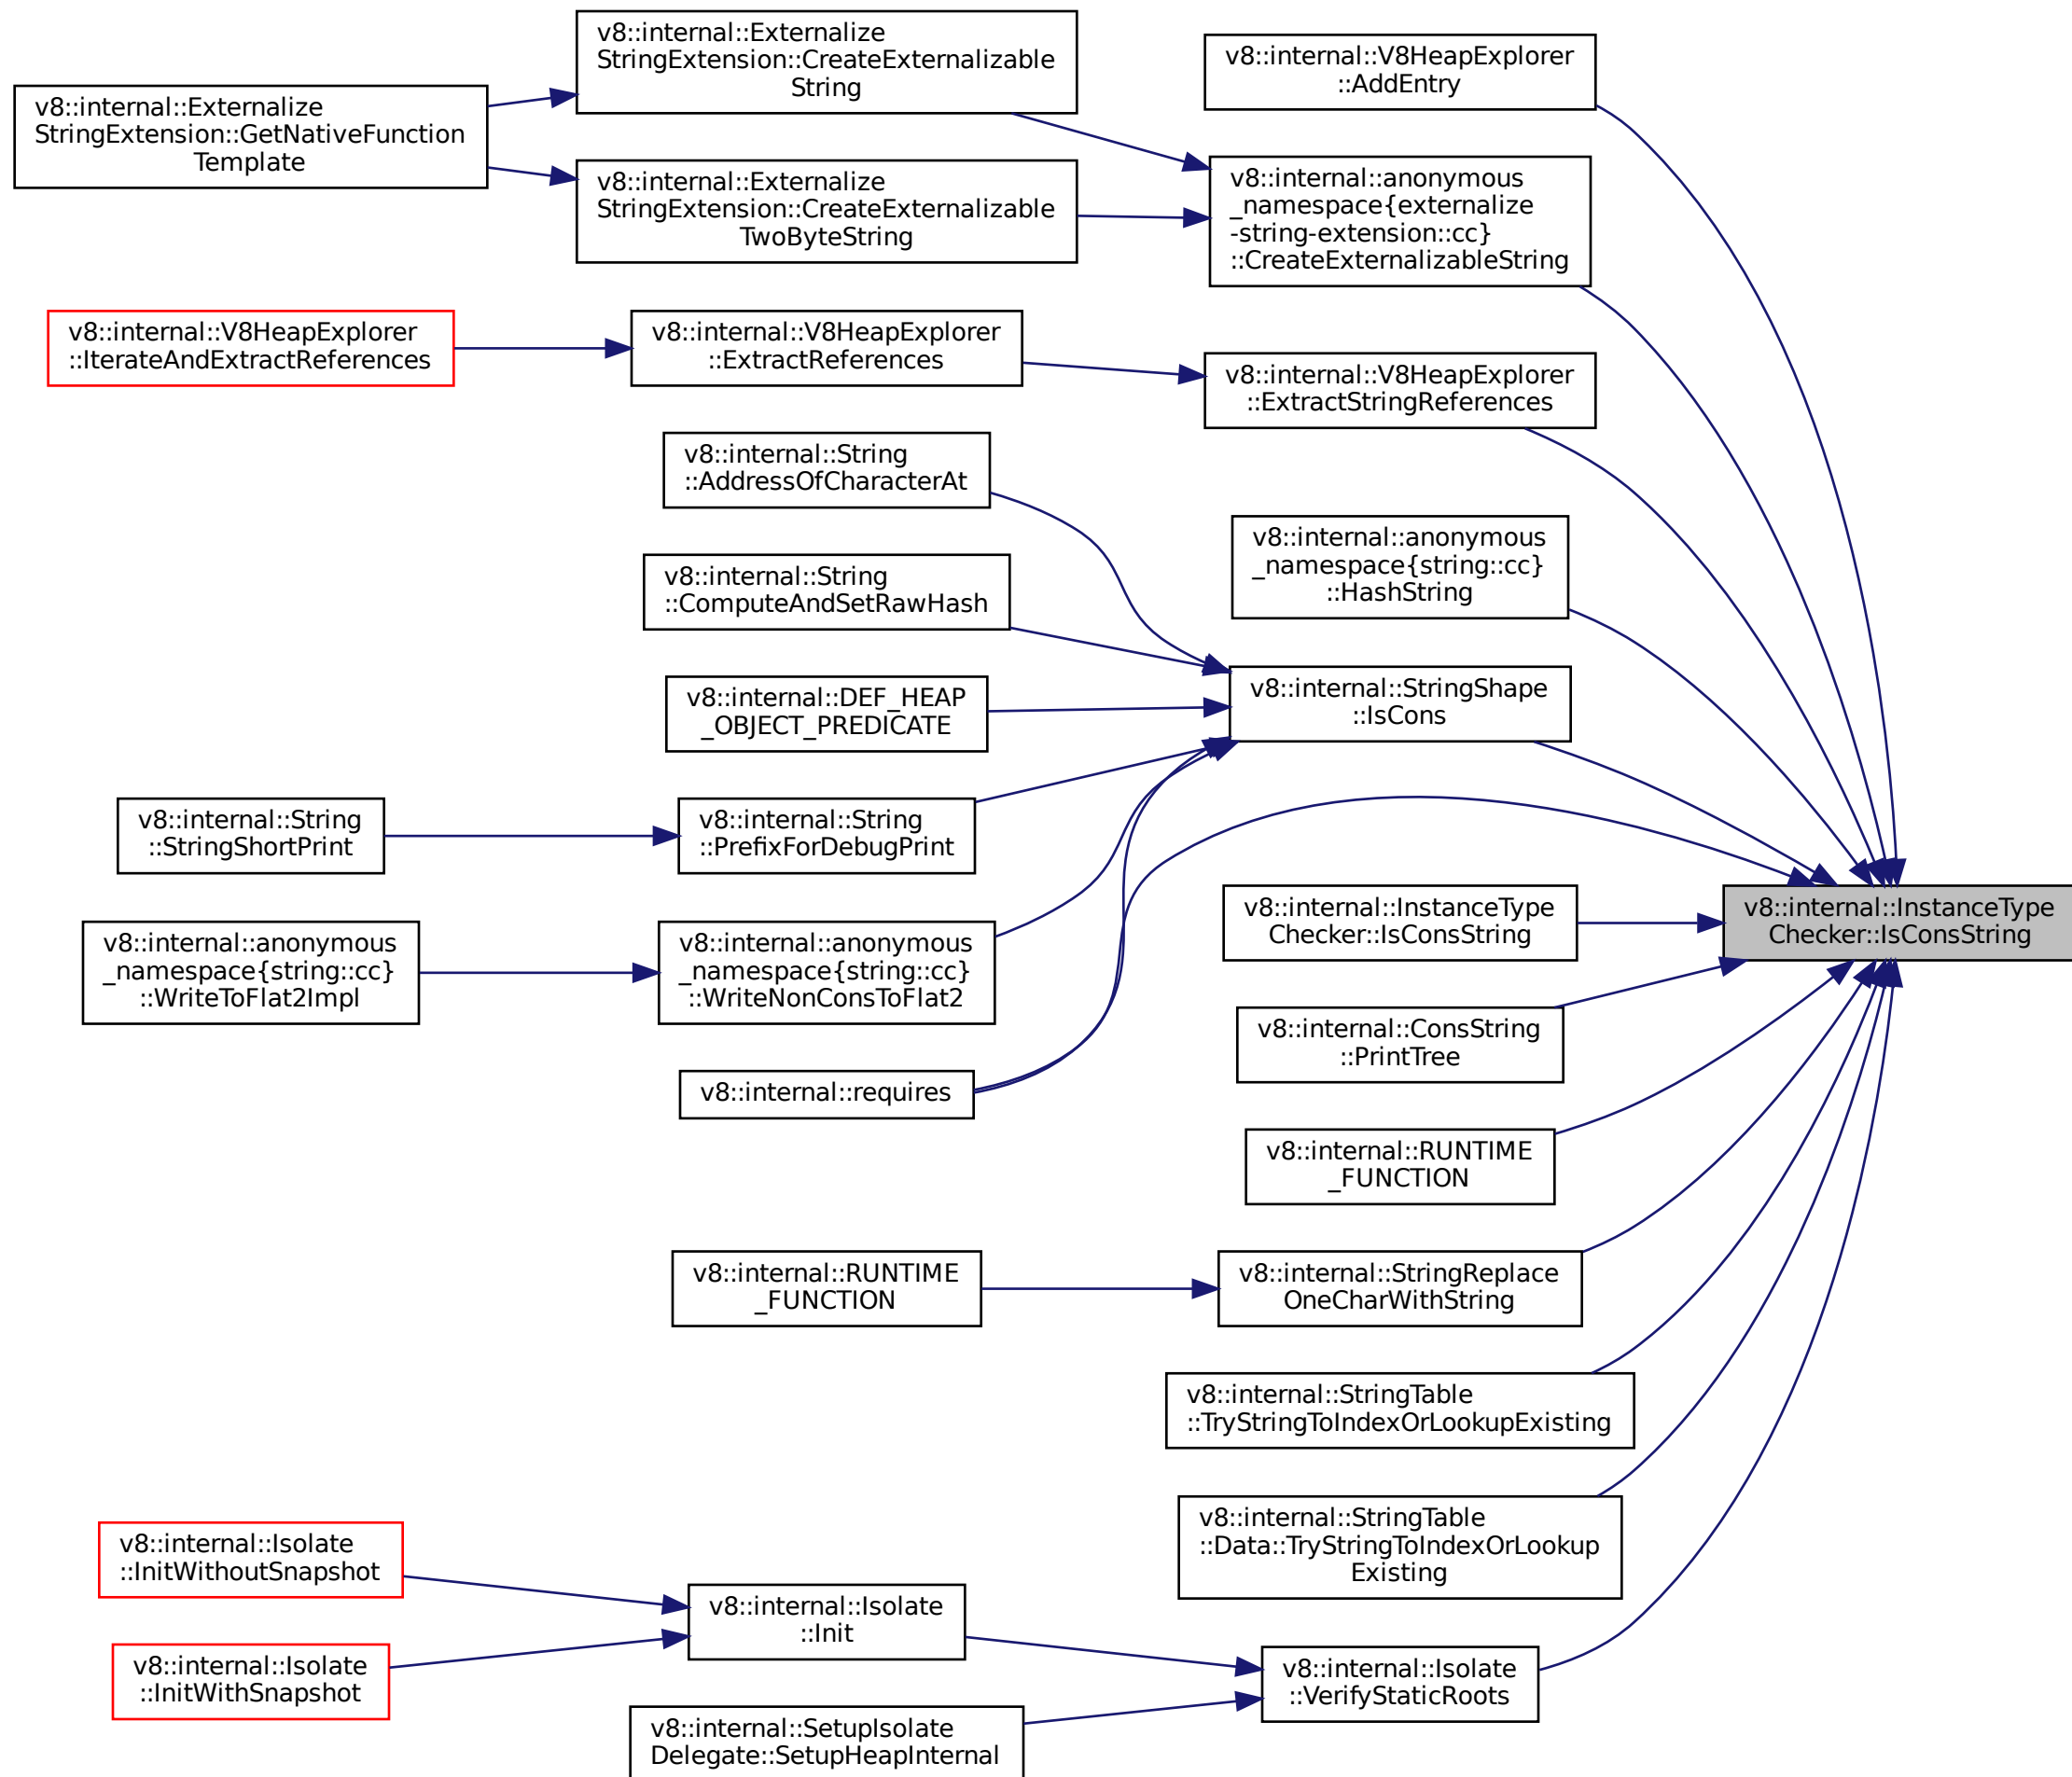 v8::internal::Externalize
StringExtension::GetNativeFunction
Template
v8::internal::Externalize
StringExtension::CreateExternalizable
String
v8::internal::Externalize
StringExtension::CreateExternalizable
TwoByteString
v8::internal::V8HeapExplorer
::AddEntry
v8::internal::anonymous
_namespace{externalize
-string-extension::cc}
::CreateExternalizableString
v8::internal::V8HeapExplorer
::IterateAndExtractReferences
v8::internal::V8HeapExplorer
::ExtractReferences
v8::internal::V8HeapExplorer
::ExtractStringReferences
v8::internal::String
::AddressOfCharacterAt
v8::internal::anonymous
_namespace{string::cc}
::HashString
v8::internal::String
::ComputeAndSetRawHash
v8::internal::DEF_HEAP
_OBJECT_PREDICATE
v8::internal::StringShape
::IsCons
v8::internal::String
::StringShortPrint
v8::internal::String
::PrefixForDebugPrint
v8::internal::InstanceType
Checker::IsConsString
v8::internal::InstanceType
Checker::IsConsString
v8::internal::anonymous
_namespace{string::cc}
::WriteToFlat2Impl
v8::internal::anonymous
_namespace{string::cc}
::WriteNonConsToFlat2
v8::internal::ConsString
::PrintTree
v8::internal::requires
v8::internal::RUNTIME
_FUNCTION
v8::internal::RUNTIME
_FUNCTION
v8::internal::StringReplace
OneCharWithString
v8::internal::StringTable
::TryStringToIndexOrLookupExisting
v8::internal::StringTable
::Data::TryStringToIndexOrLookup
Existing
v8::internal::Isolate
::InitWithoutSnapshot
v8::internal::Isolate
::InitWithSnapshot
v8::internal::Isolate
::Init
v8::internal::Isolate
::VerifyStaticRoots
v8::internal::SetupIsolate
Delegate::SetupHeapInternal